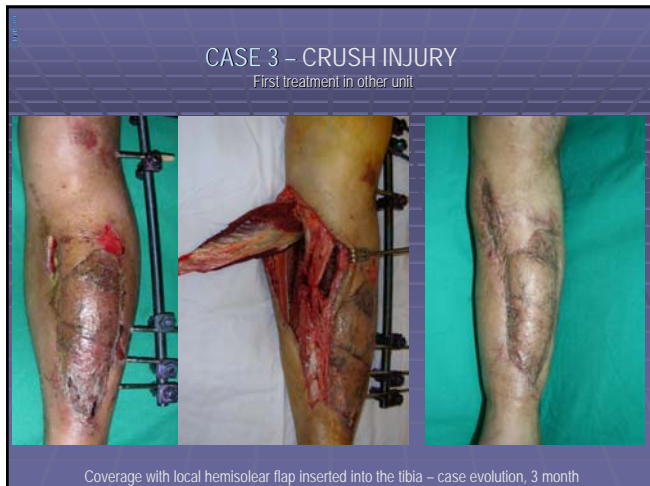 CASE 3 – CRUSH INJURY
First treatment in other unit
Coverage with local hemisolear flap inserted into the tibia – case evolution, 3 month